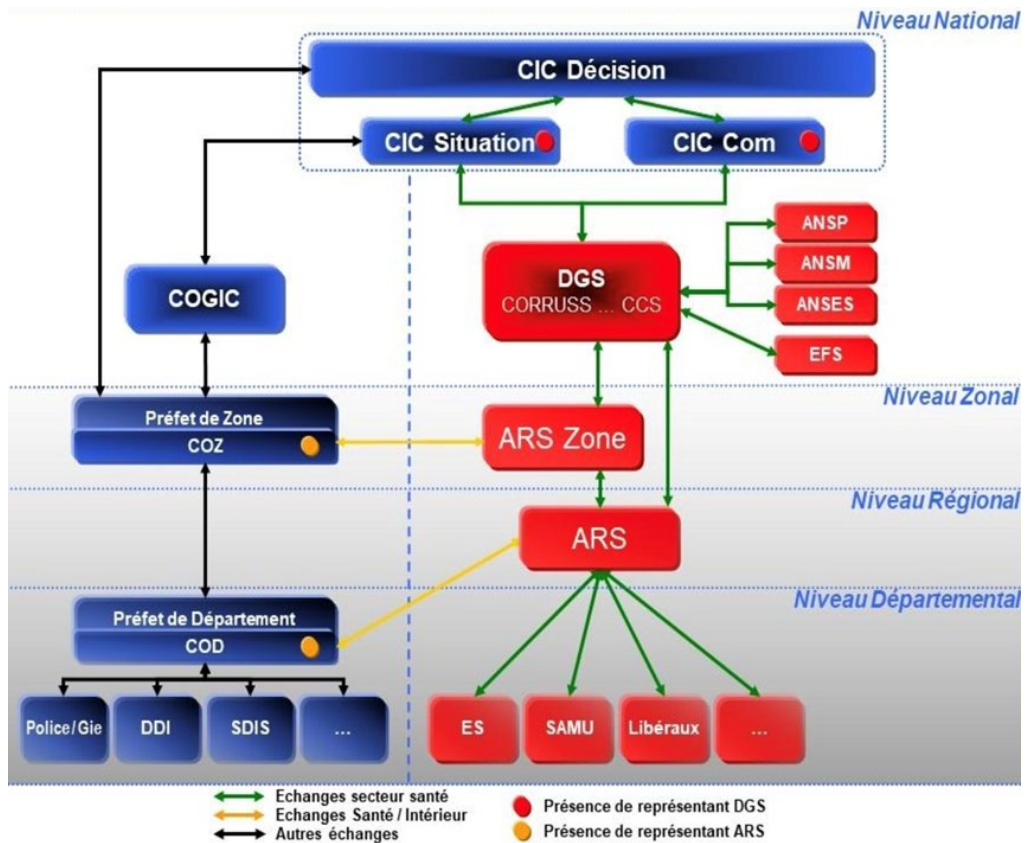 Niveau National
CIC Décision
CIC Situation
CIC Com
ANSP
ANSM
ANSES
EFS
DGS
CORRUSS ... CCS
COGIC
Niveau Zonal
Préfet de Zone
COZ
ARS Zone
Niveau Régional
ARS
Niveau Départemental
Préfet de Département
COD
Police / Gie
DDI
SDIS
...
ES
SAMU
Libéraux
...
Echanges secteur santé
Echanges Santé / Intérieur
Autres échanges
Présence de représentant DGS
Présence de représentant ARS